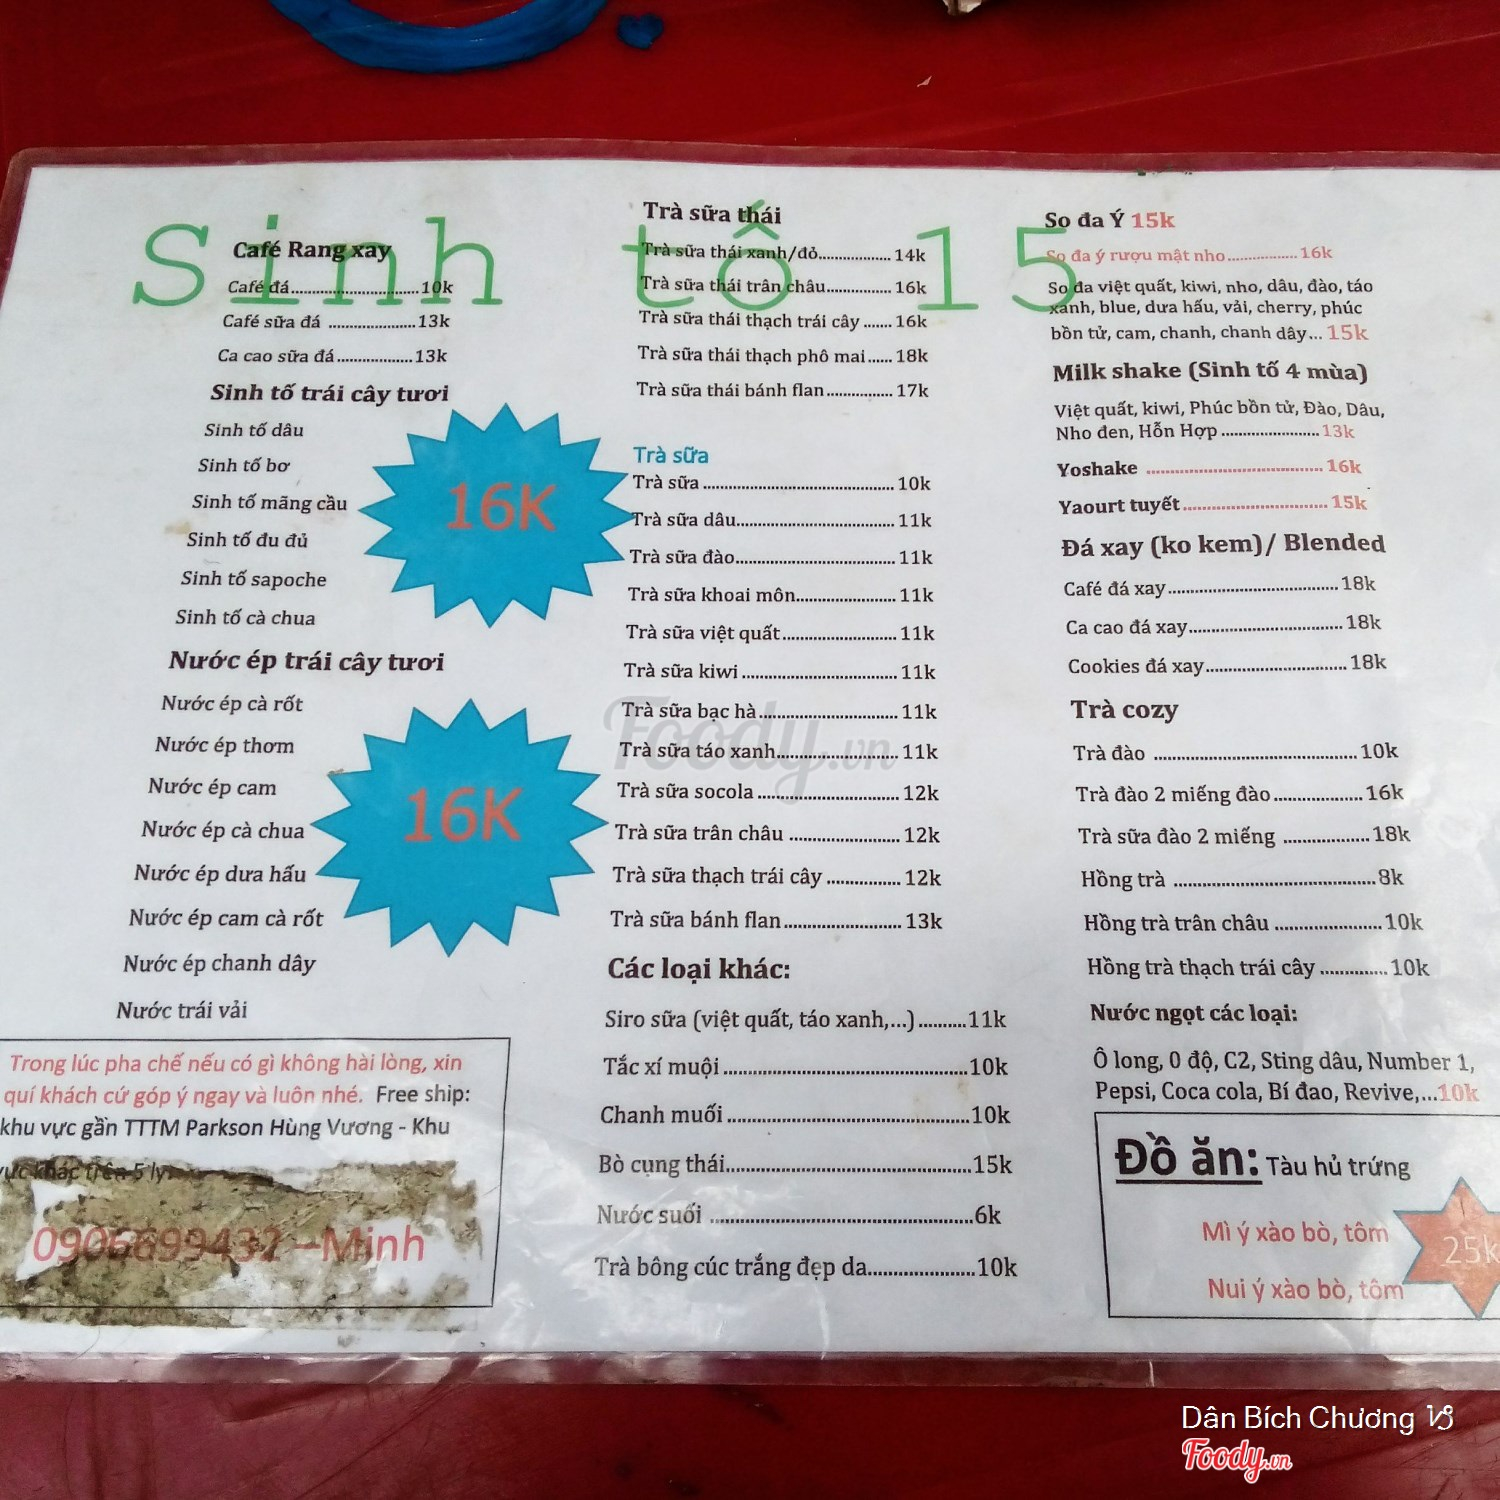 Sinh tố 15
Café Rang xay
Café đá..............................10k
Café sữa đá .....................13k
Ca cao sữa đá..................13k
Sinh tố trái cây tươi
Sinh tố dâu
Sinh tố bơ
Sinh tố mãng cầu
Sinh tố đu đủ
Sinh tố sapoche
Sinh tố cà chua
16K
Nước ép trái cây tươi
Nước ép cà rốt
Nước ép thơm
Nước ép cam
Nước ép cà chua
Nước ép dưa hấu
Nước ép cam cà rốt
Nước ép chanh dây
Nước trái vải
16K
Trong lúc pha chế nếu có gì không hài lòng, xin
quí khách cứ góp ý ngay và luôn nhé. Free ship:
khu vực gần TTTM Parkson Hùng Vương - Khu
vực khác trên 5 ly.
0906699432 –Minh
Trà sữa thái
Trà sữa thái xanh/đỏ.................14k
Trà sữa thái trân châu...............16k
Trà sữa thái thạch trái cây .......16k
Trà sữa thái thạch phô mai......18k
Trà sữa thái bánh flan...............17k
Trà sữa
Trà sữa ............................................10k
Trà sữa dâu.....................................11k
Trà sữa đào.....................................11k
Trà sữa khoai môn.......................11k
Trà sữa việt quất..........................11k
Trà sữa kiwi ...................................11k
Trà sữa bạc hà...............................11k
Trà sữa táo xanh...........................11k
Trà sữa socola ...............................12k
Trà sữa trân châu ........................12k
Trà sữa thạch trái cây ................12k
Trà sữa bánh flan.........................13k
Các loại khác:
Siro sữa (việt quất, táo xanh,...)..........11k
Tắc xí muội ..................................................10k
Chanh muối .................................................10k
Bò cụng thái.................................................15k
Nước suối .....................................................6k
Trà bông cúc trắng đẹp da......................10k
So đa Ý 15k
So đa ý rượu mật nho.................16k
So đa việt quất, kiwi, nho, dâu, đào, táo
xanh, blue, dưa hấu, vải, cherry, phúc
bồn tử, cam, chanh, chanh dây... 15k
Milk shake (Sinh tố 4 mùa)
Việt quất, kiwi, Phúc bồn tử, Đào, Dâu,
Nho đen, Hỗn Hợp ........................13k
Yoshake ............................................ 16k
Yaourt tuyết.................................... 15k
Đá xay (ko kem)/ Blended
Café đá xay.........................................18k
Ca cao đá xay.....................................18k
Cookies đá xay..................................18k
Trà cozy
Trà đào ...............................................10k
Trà đào 2 miếng đào....................16k
Trà sữa đào 2 miếng ...................18k
Hồng trà .............................................8k
Hồng trà trân châu ........................10k
Hồng trà thạch trái cây ...............10k
Nước ngọt các loại:
Ô long, 0 độ, C2, Sting dâu, Number 1,
Pepsi, Coca cola, Bí đao, Revive,...10k
Đồ ăn: Tàu hủ trứng
Mì ý xào bò, tôm
Nui ý xào bò, tôm
25k
Foody.vn
Dân Bích Chương
Foody.vn